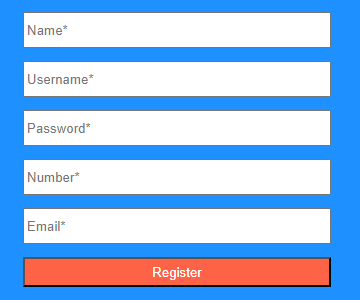 Name*
Username*
Password*
Number*
Email*
Register